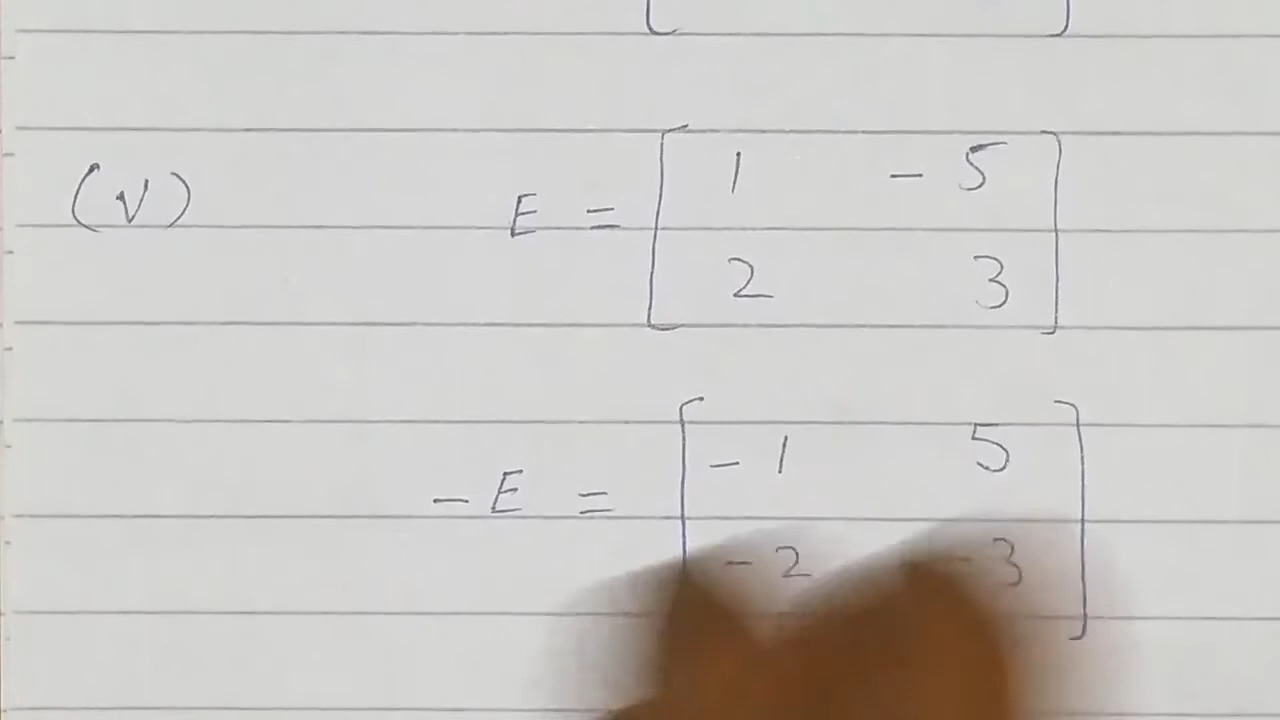 (V) E = [ 1 - 5
2 3 ]
- E = [ - 1 5
- 2 - 3 ]